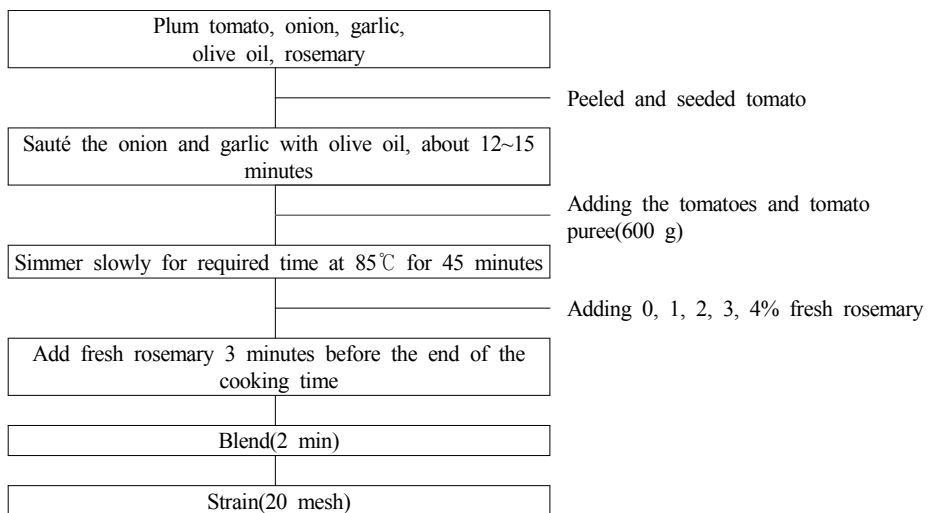 Plum tomato, onion, garlic,
olive oil, rosemary
Peeled and seeded tomato
Sauté the onion and garlic with olive oil, about 12~15
minutes
Adding the tomatoes and tomato
puree(600 g)
Simmer slowly for required time at 85℃ for 45 minutes
Adding 0, 1, 2, 3, 4% fresh rosemary
Add fresh rosemary 3 minutes before the end of the
cooking time
Blend(2 min)
Strain(20 mesh)